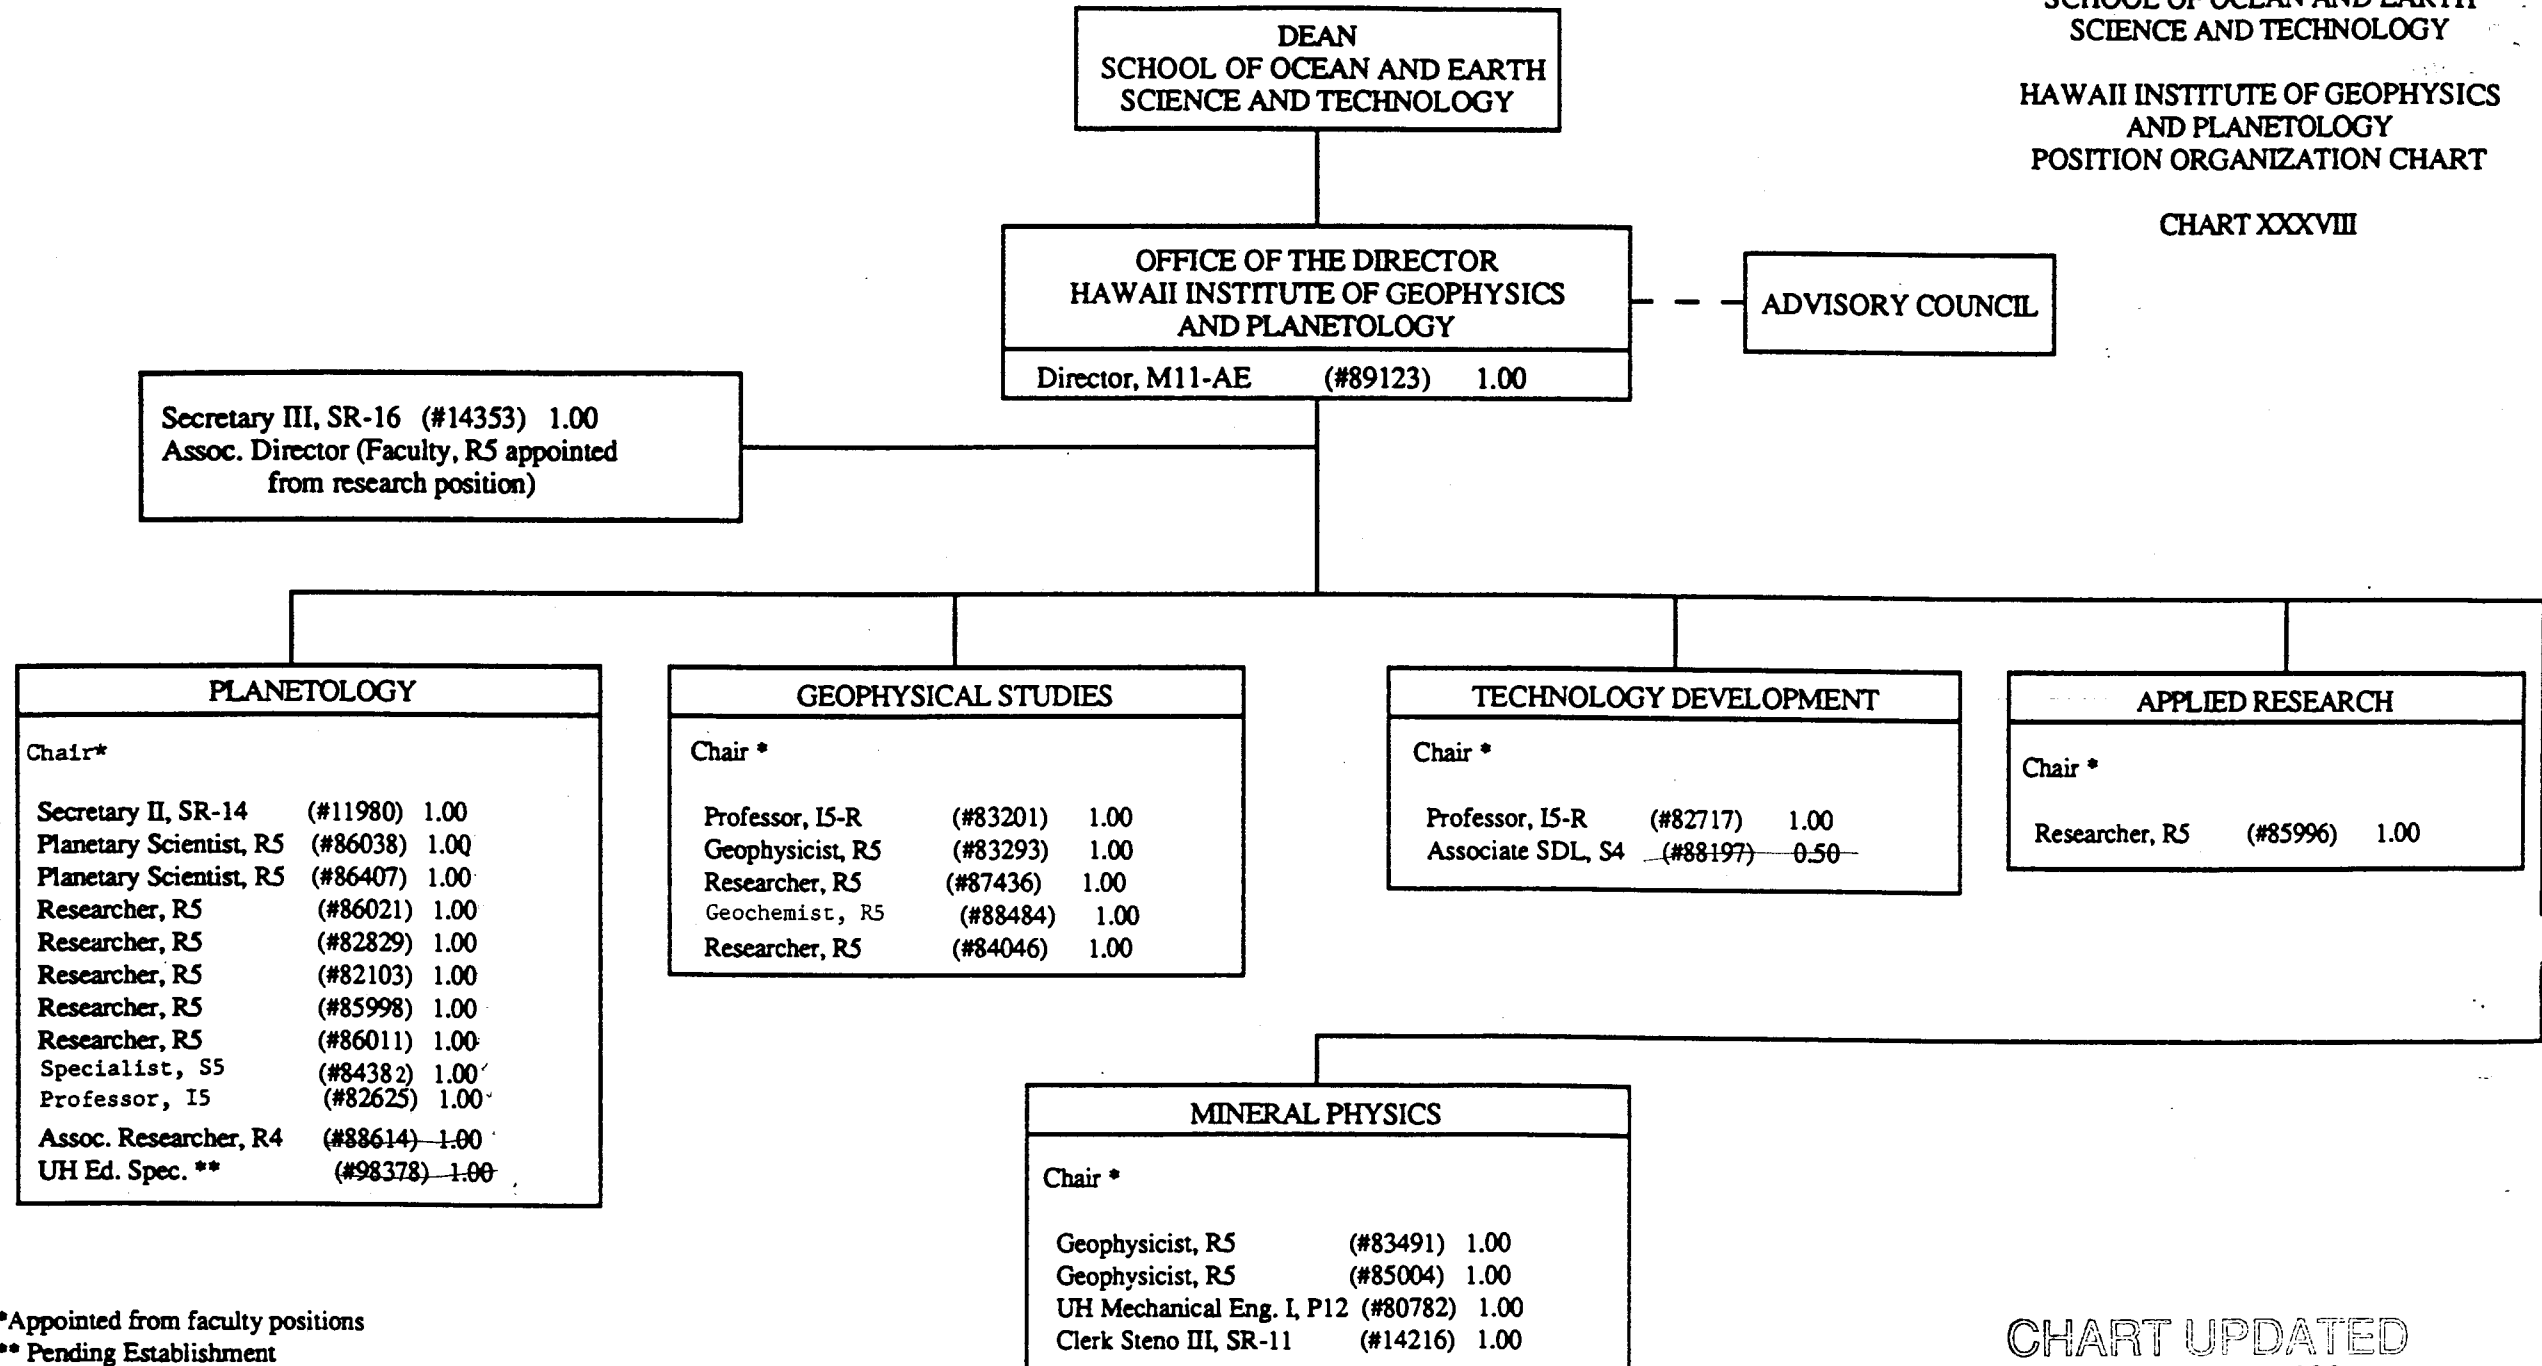 SCHOOL OF OCEAN AND EARTH
SCIENCE AND TECHNOLOGY
HAWAII INSTITUTE OF GEOPHYSICS
AND PLANETOLOGY
POSITION ORGANIZATION CHART
CHART XXXVIII
DEAN
SCHOOL OF OCEAN AND EARTH
SCIENCE AND TECHNOLOGY
OFFICE OF THE DIRECTOR
HAWAII INSTITUTE OF GEOPHYSICS
AND PLANETOLOGY
Director, M11-AE (#89123) 1.00
ADVISORY COUNCIL
Secretary III, SR-16 (#14353) 1.00
Assoc. Director (Faculty, R5 appointed
from research position)
PLANETOLOGY
Chair*
Secretary II, SR-14 (#11980) 1.00
Planetary Scientist, R5 (#86038) 1.00
Planetary Scientist, R5 (#86407) 1.00
Researcher, R5 (#86021) 1.00
Researcher, R5 (#82829) 1.00
Researcher, R5 (#82103) 1.00
Researcher, R5 (#85998) 1.00
Researcher, R5 (#86011) 1.00
Specialist, S5 (#84382) 1.00
Professor, I5 (#82625) 1.00
Assoc. Researcher, R4 (#88614) 1.00
UH Ed. Spec. ** (#98378) 1.00
GEOPHYSICAL STUDIES
Chair *
Professor, I5-R (#83201) 1.00
Geophysicist, R5 (#83293) 1.00
Researcher, R5 (#87436) 1.00
Geochemist, R5 (#88484) 1.00
Researcher, R5 (#84046) 1.00
TECHNOLOGY DEVELOPMENT
Chair *
Professor, I5-R (#82717) 1.00
Associate SDL, S4 (#88197) 0.50
APPLIED RESEARCH
Chair *
Researcher, R5 (#85996) 1.00
MINERAL PHYSICS
Chair *
Geophysicist, R5 (#83491) 1.00
Geophysicist, R5 (#85004) 1.00
UH Mechanical Eng. I, P12 (#80782) 1.00
Clerk Steno III, SR-11 (#14216) 1.00
*Appointed from faculty positions
** Pending Establishment
CHART UPDATED